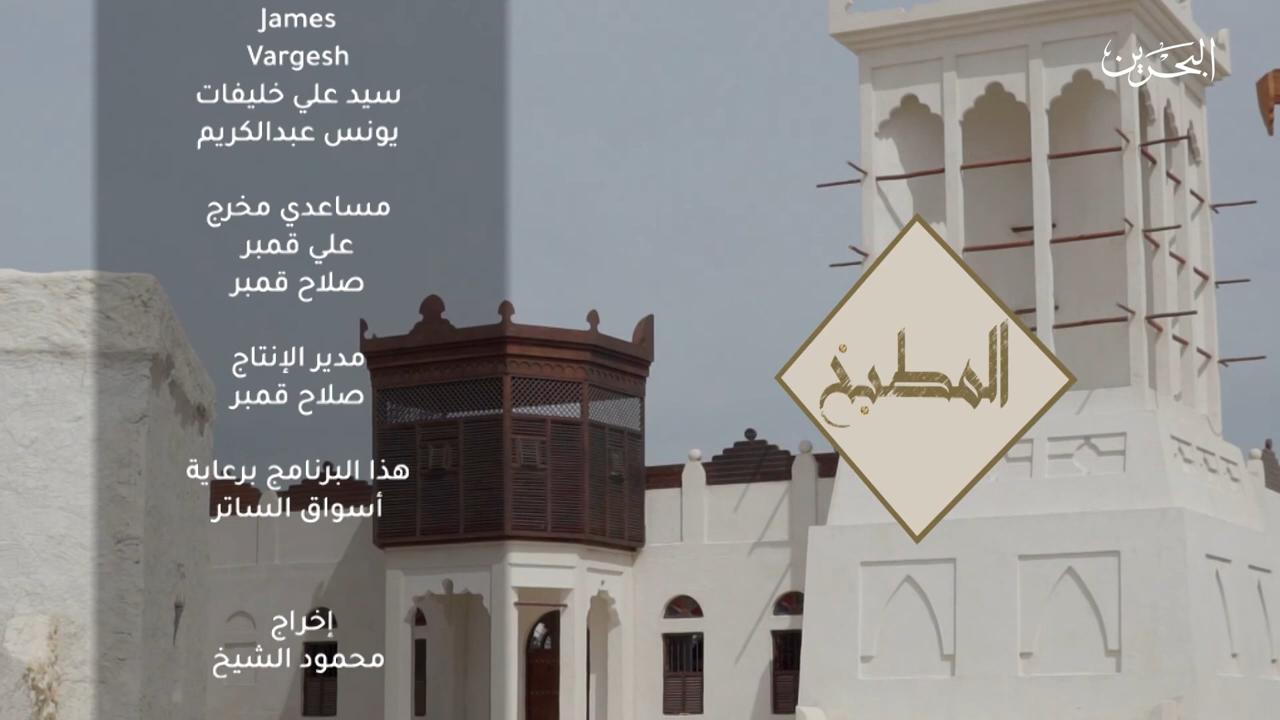 James
Vargesh
سيد علي خليفات
يونس عبدالكريم
مساعدي مخرج
علي قمبر
صلاح قمبر
مدير الإنتاج
صلاح قمبر
هذا البرنامج برعاية
أسواق الساتر
إخراج
محمود الشيخ
البحرين
المطبخ